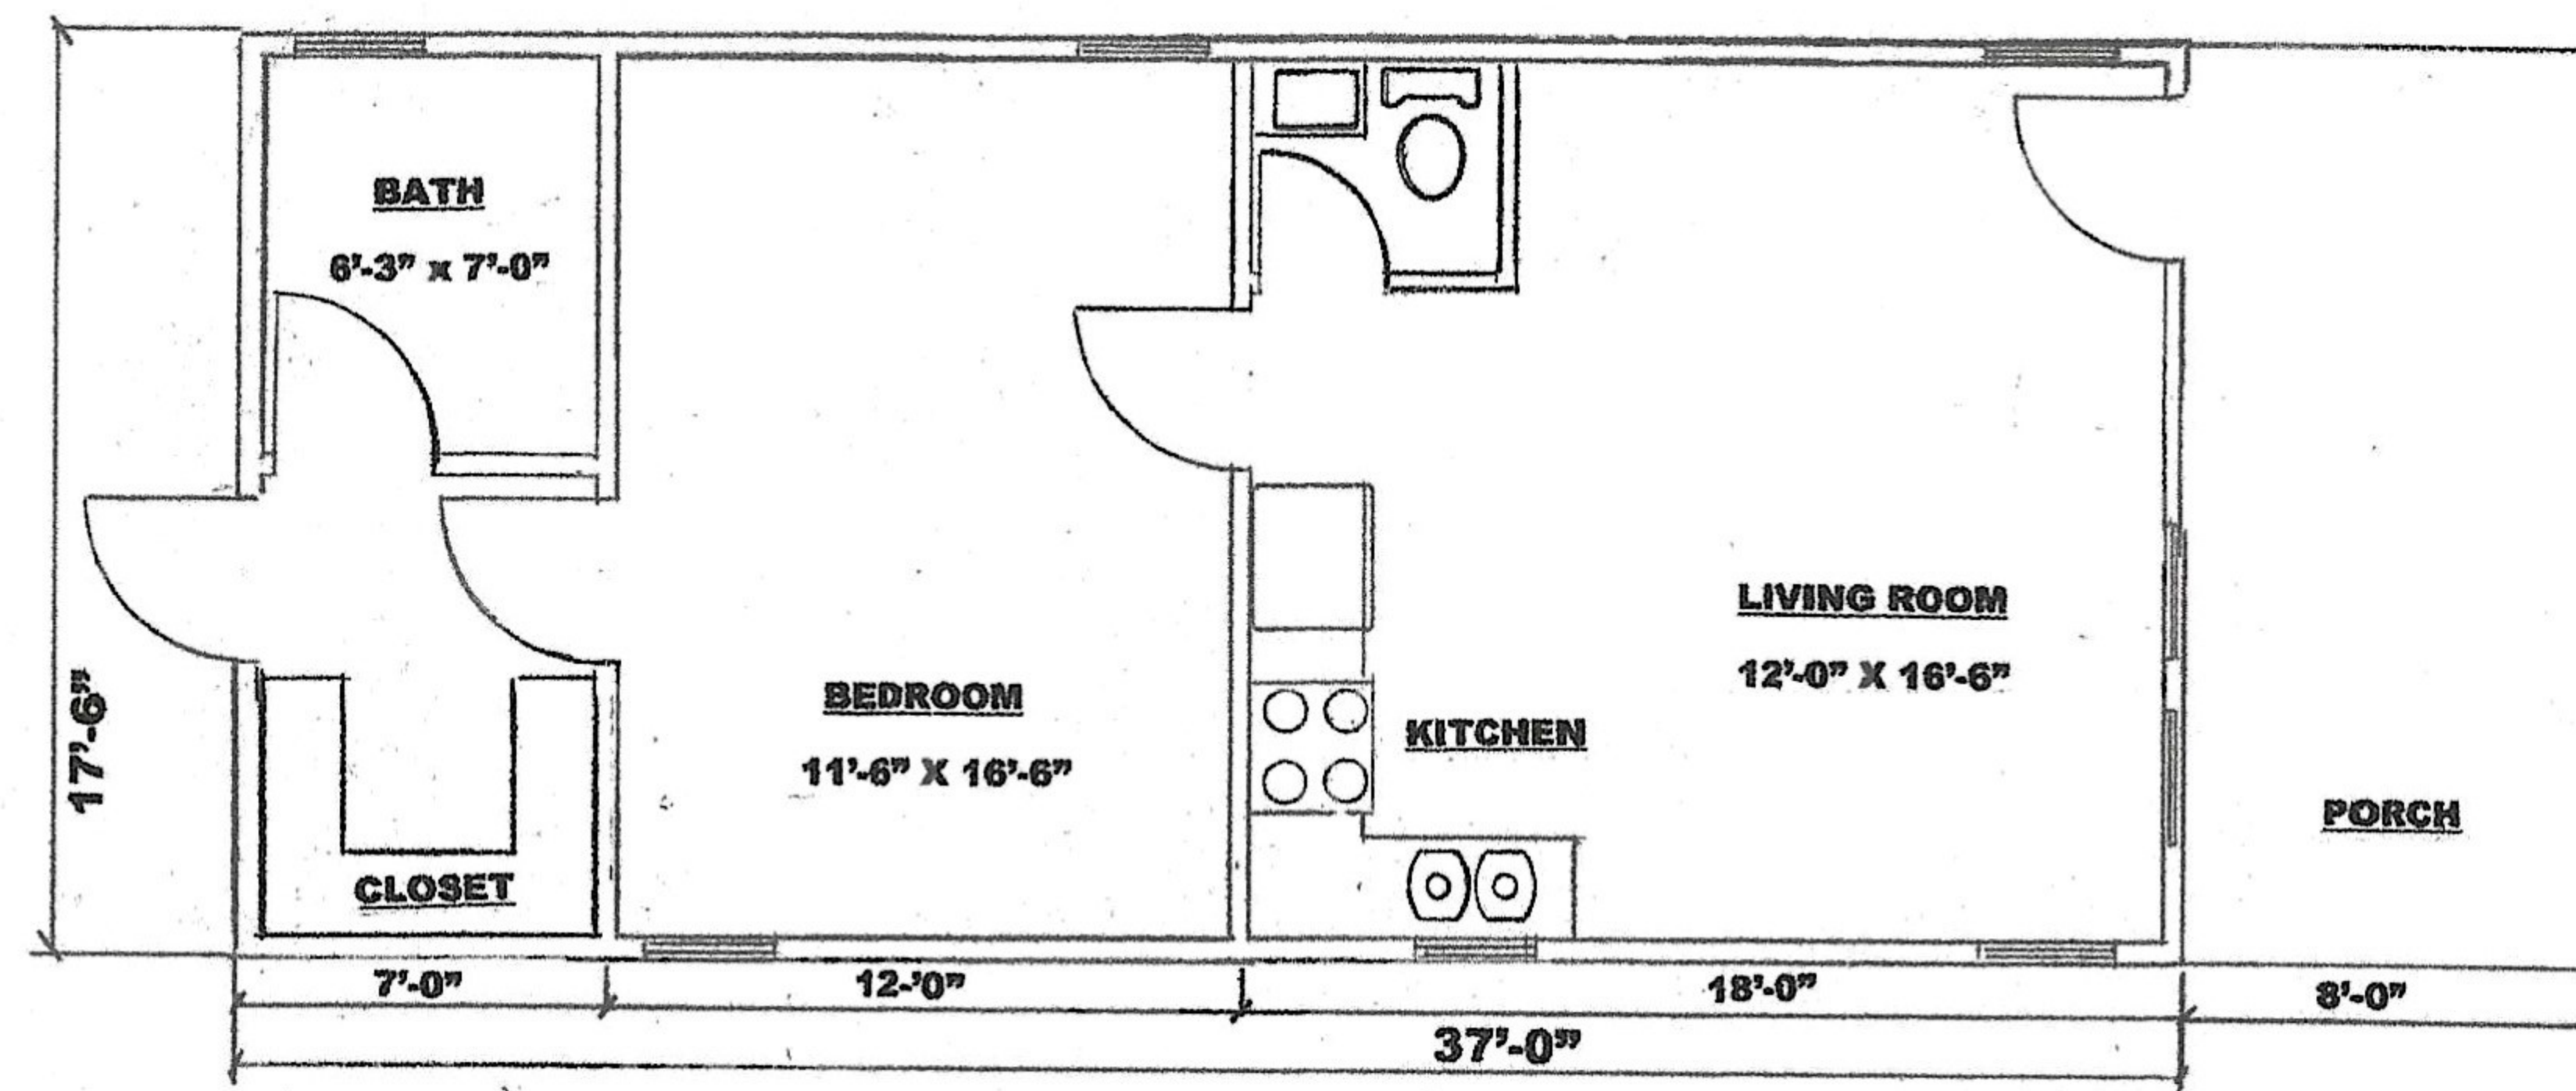 BATH
6'-3" x 7'-0"
LIVING ROOM
12'-0" X 16'-6"
BEDROOM
11'-6" X 16'-6"
KITCHEN
PORCH
CLOSET
17'-6"
7'-0"
12-'0"
18'-0"
8'-0"
37'-0"